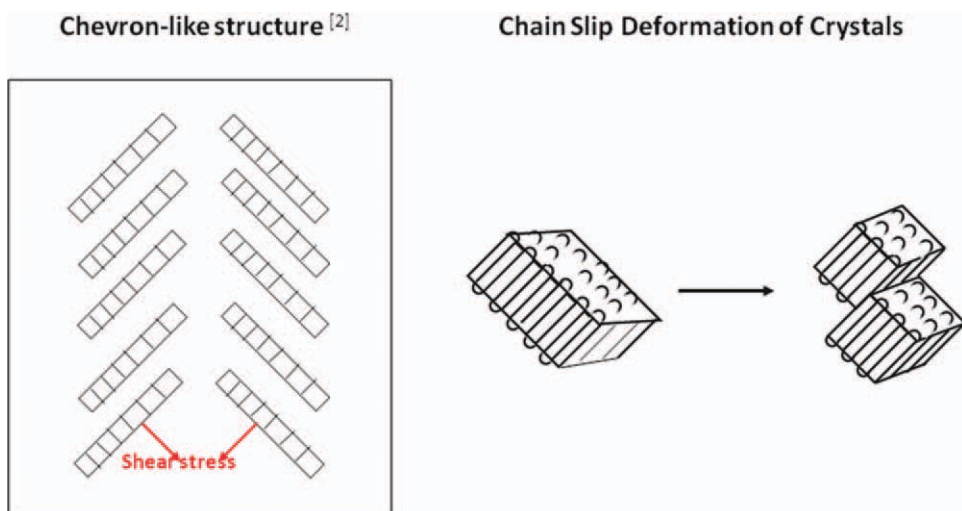 Chevron-like structure [2]
Chain Slip Deformation of Crystals
Shear stress